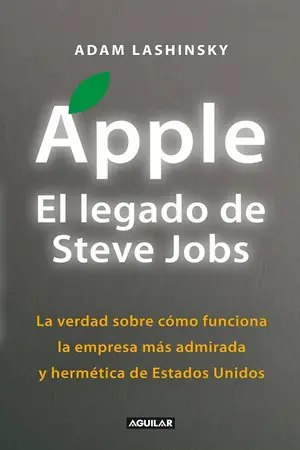 ADAM LASHINSKY
Apple
El legado de
Steve Jobs
La verdad sobre cómo funciona
la empresa más admirada
y hermética de Estados Unidos
AGUILAR